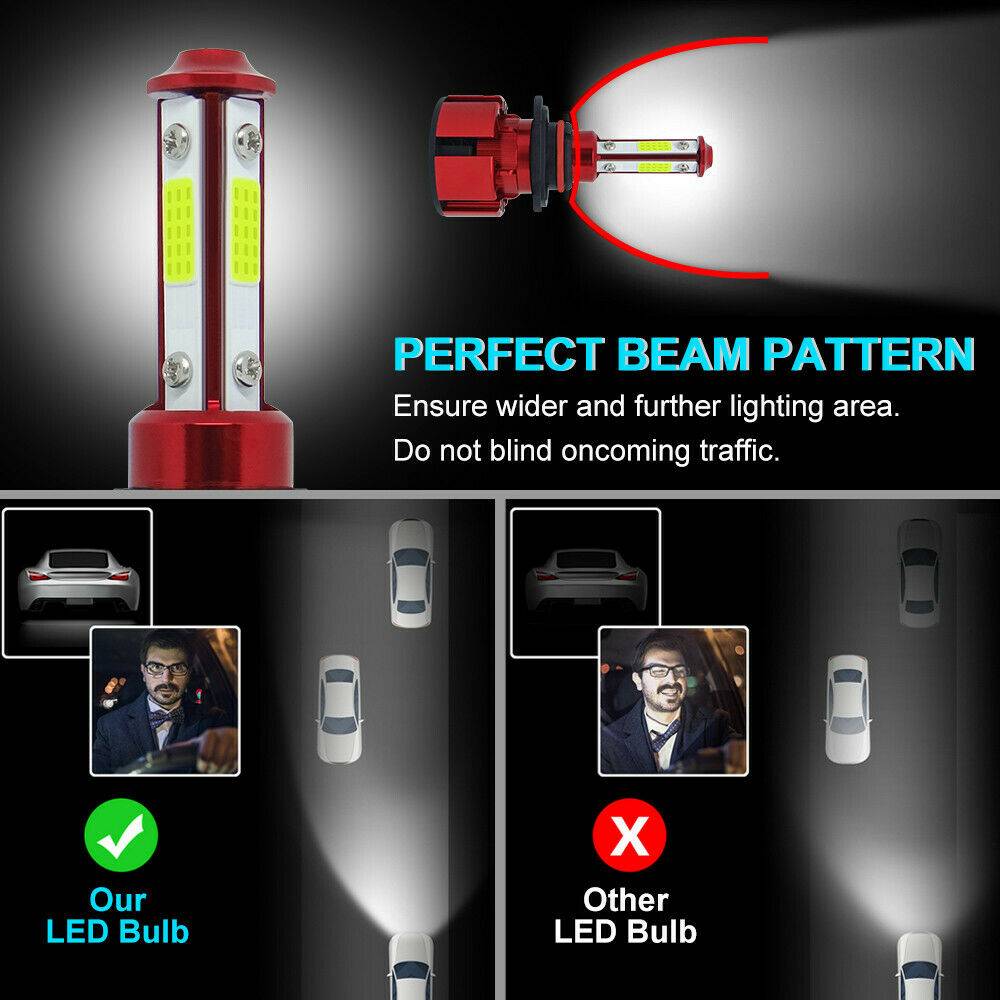 PERFECT BEAM PATTERN
Ensure wider and further lighting area.
Do not blind oncoming traffic.
Our
LED Bulb
X
Other
LED Bulb